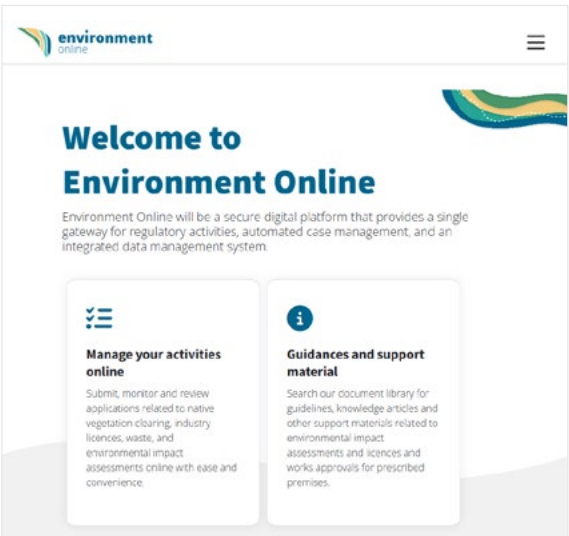 environment
online
Welcome to
Environment Online
Environment Online will be a secure digital platform that provides a single
gateway for regulatory activities, automated case management, and an
integrated data management system.
Manage your activities
online
Submit, monitor and review
applications related to native
vegetation clearing, industry
licences, waste, and
environmental impact
assessments online with ease and
convenience.
Guidances and support
material
Search our document library for
guidelines, knowledge articles and
other support materials related to
environmental impact
assessments and licences and
works approvals for prescribed
premises.